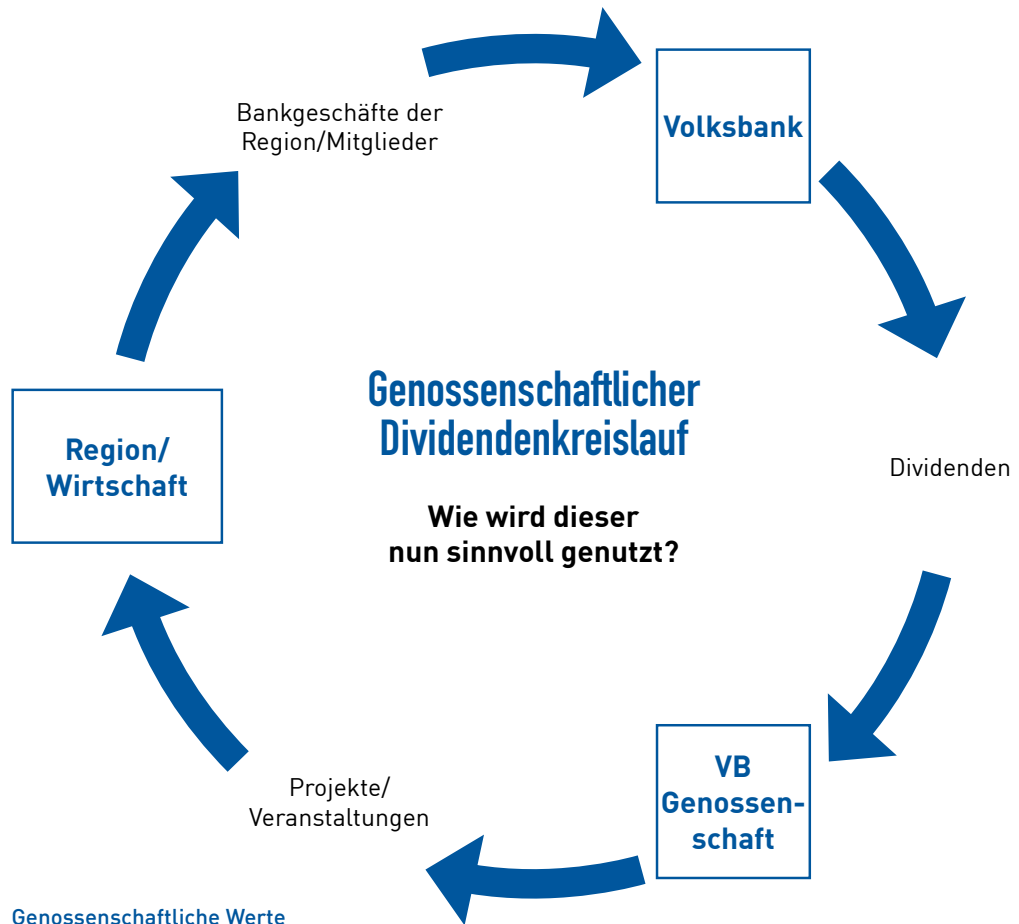 Bankgeschäfte der
Region/Mitglieder
Volksbank
Genossenschaftlicher
Dividendenkreislauf
Wie wird dieser
nun sinnvoll genutzt?
Region/
Wirtschaft
Dividenden
Projekte/
Veranstaltungen
VB
Genossen-
schaft
Genossenschaftliche Werte